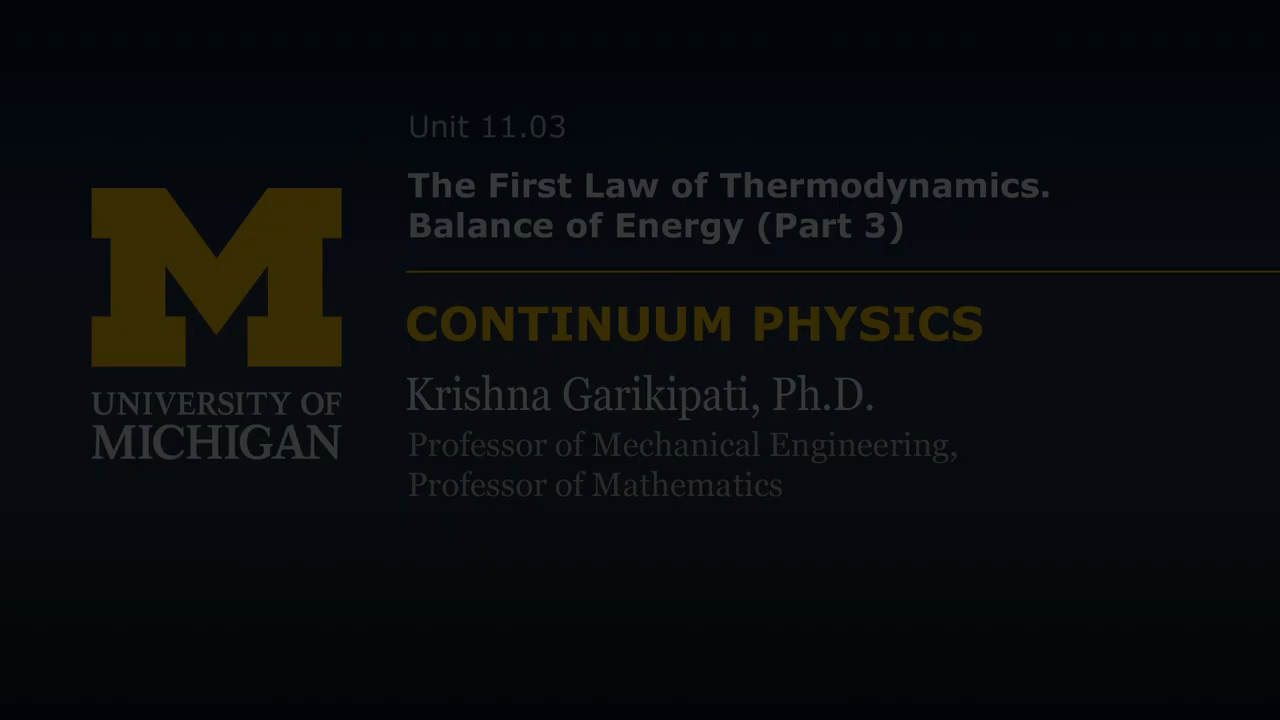 Unit 11.03
The First Law of Thermodynamics.
Balance of Energy (Part 3)
CONTINUUM PHYSICS
Krishna Garikipati, Ph.D.
Professor of Mechanical Engineering,
Professor of Mathematics
M
UNIVERSITY OF
MICHIGAN